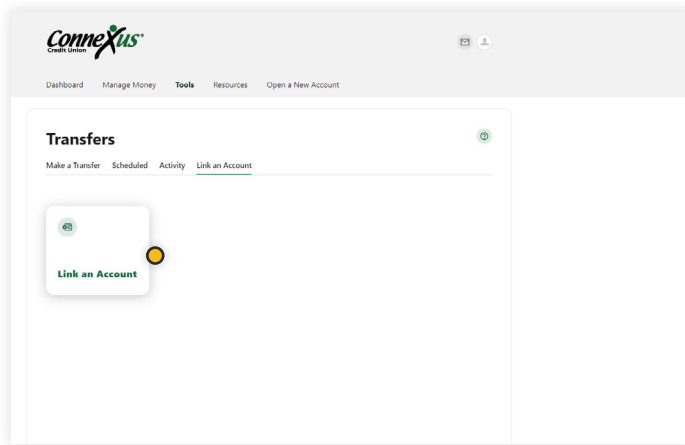 Connexus®
Credit Union
Dashboard Manage Money Tools Resources Open a New Account
Transfers
Make a Transfer Scheduled Activity Link an Account
Link an Account